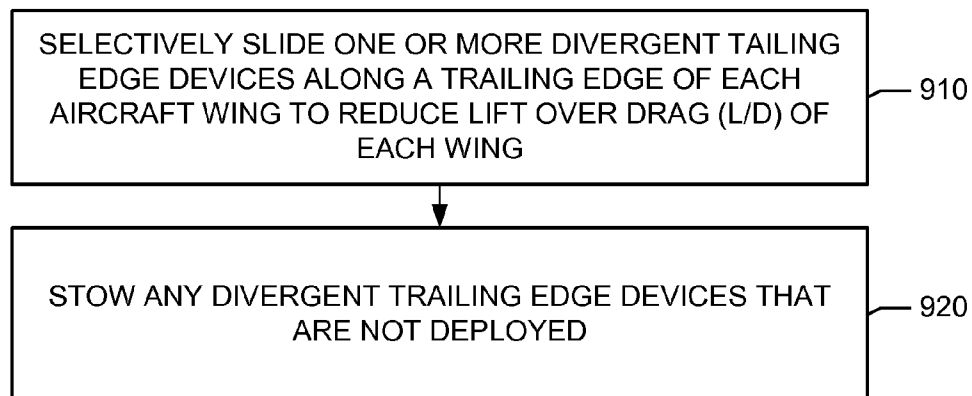 SELECTIVELY SLIDE ONE OR MORE DIVERGENT TAILING
EDGE DEVICES ALONG A TRAILING EDGE OF EACH
AIRCRAFT WING TO REDUCE LIFT OVER DRAG (L/D) OF
EACH WING
910
STOW ANY DIVERGENT TRAILING EDGE DEVICES THAT
ARE NOT DEPLOYED
920